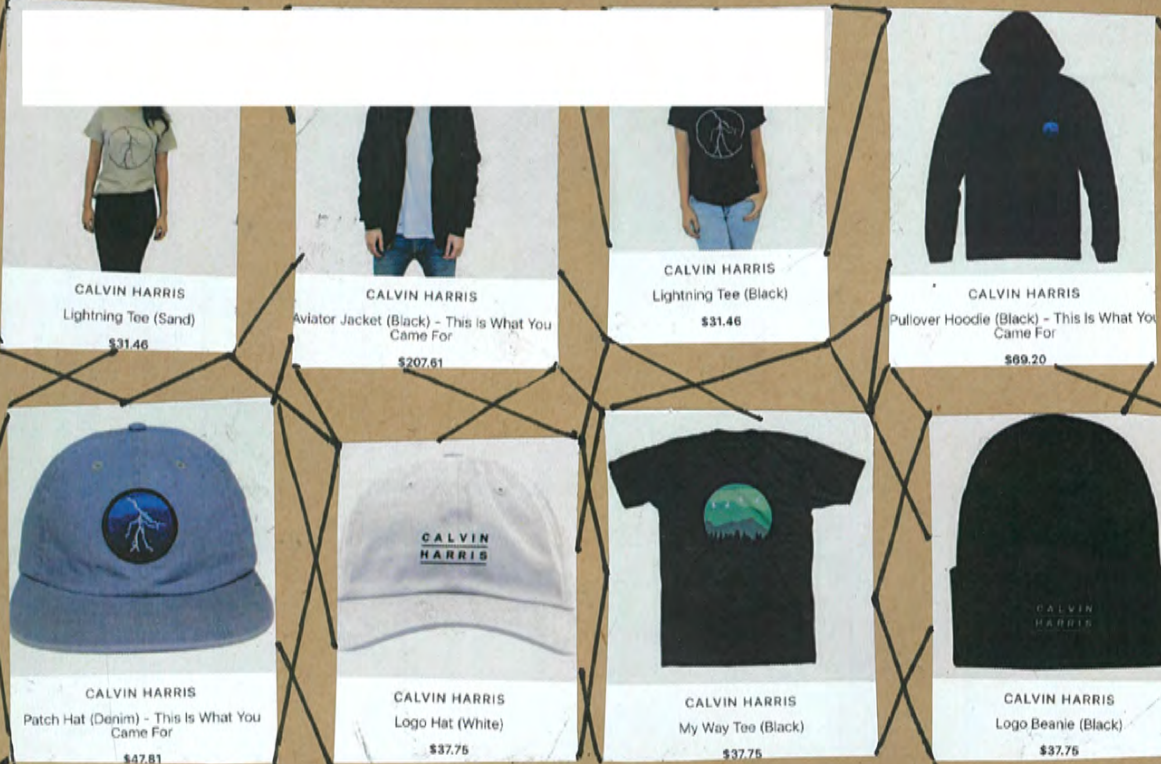 CALVIN HARRIS
Lightning Tee (Sand)
$31.46
CALVIN HARRIS
Aviator Jacket (Black) - This Is What You
Came For
$207.61
CALVIN HARRIS
Lightning Tee (Black)
$31.46
CALVIN HARRIS
Pullover Hoodie (Black) - This Is What You
Came For
$69.20
CALVIN HARRIS
Patch Hat (Denim) - This Is What You
Came For
$47.81
CALVIN
HARRIS
CALVIN HARRIS
Logo Hat (White)
$37.75
CALVIN HARRIS
My Way Tee (Black)
$37.75
CALVIN
HARRIS
CALVIN HARRIS
Logo Beanie (Black)
$37.75